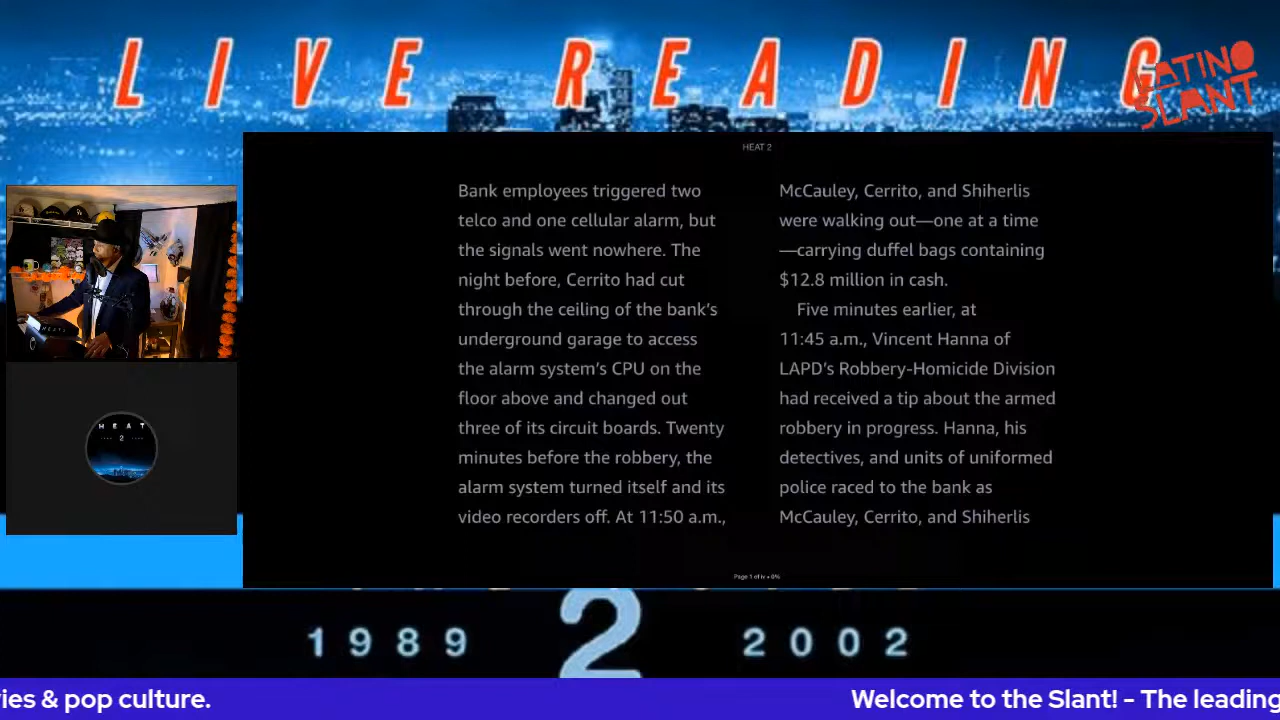 LIVE READING
LATINO
SLANT
HEAT 2
Bank employees triggered two
telco and one cellular alarm, but
the signals went nowhere. The
night before, Cerrito had cut
through the ceiling of the bank's
underground garage to access
the alarm system's CPU on the
floor above and changed out
three of its circuit boards. Twenty
minutes before the robbery, the
alarm system turned itself and its
video recorders off. At 11:50 a.m.,
McCauley, Cerrito, and Shiherlis
were walking out—one at a time
—carrying duffel bags containing
$12.8 million in cash.
Five minutes earlier, at
11:45 a.m., Vincent Hanna of
LAPD's Robbery-Homicide Division
had received a tip about the armed
robbery in progress. Hanna, his
detectives, and units of uniformed
police raced to the bank as
McCauley, Cerrito, and Shiherlis
Page 1 of iv • 0%
HEAT
2
1989 2 2002
ies & pop culture. Welcome to the Slant! - The leading